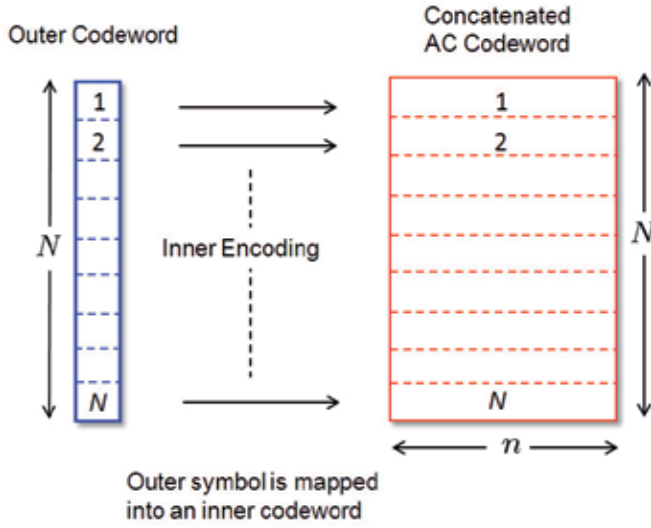 Outer Codeword
Concatenated
AC Codeword
1
1
2
2
N
Inner Encoding
N
N
N
n
Outer symbol is mapped
into an inner codeword